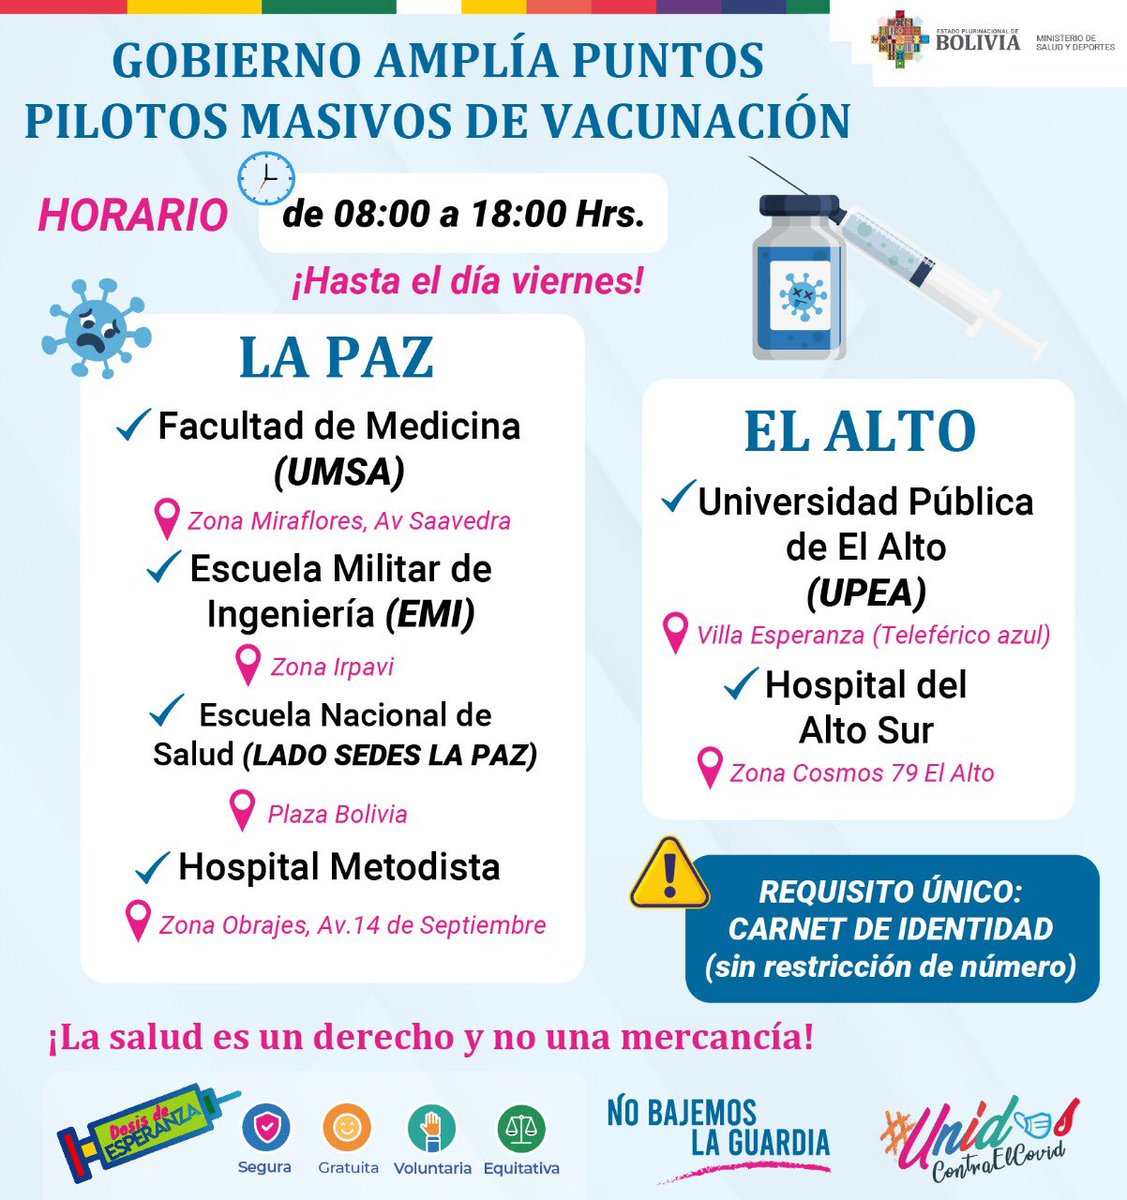 ESTADO PLURINACIONAL DE
BOLIVIA
MINISTERIO DE
SALUD Y DEPORTES
GOBIERNO AMPLÍA PUNTOS
PILOTOS MASIVOS DE VACUNACIÓN
HORARIO
de 08:00 a 18:00 Hrs.
¡Hasta el día viernes!
LA PAZ
Facultad de Medicina
(UMSA)
Zona Miraflores, Av Saavedra
Escuela Militar de
Ingeniería (EMI)
Zona Irpavi
Escuela Nacional de
Salud (LADO SEDES LA PAZ)
Plaza Bolivia
Hospital Metodista
Zona Obrajes, Av.14 de Septiembre
EL ALTO
Universidad Pública
de El Alto
(UPEA)
Villa Esperanza (Teleférico azul)
Hospital del
Alto Sur
Zona Cosmos 79 El Alto
REQUISITO ÚNICO:
CARNET DE IDENTIDAD
(sin restricción de número)
¡La salud es un derecho y no una mercancía!
Dosis de
ESPERANZA
Segura
Gratuita
Voluntaria
Equitativa
NO BAJEMOS
LA GUARDIA
#Unidos
ContraElCovid